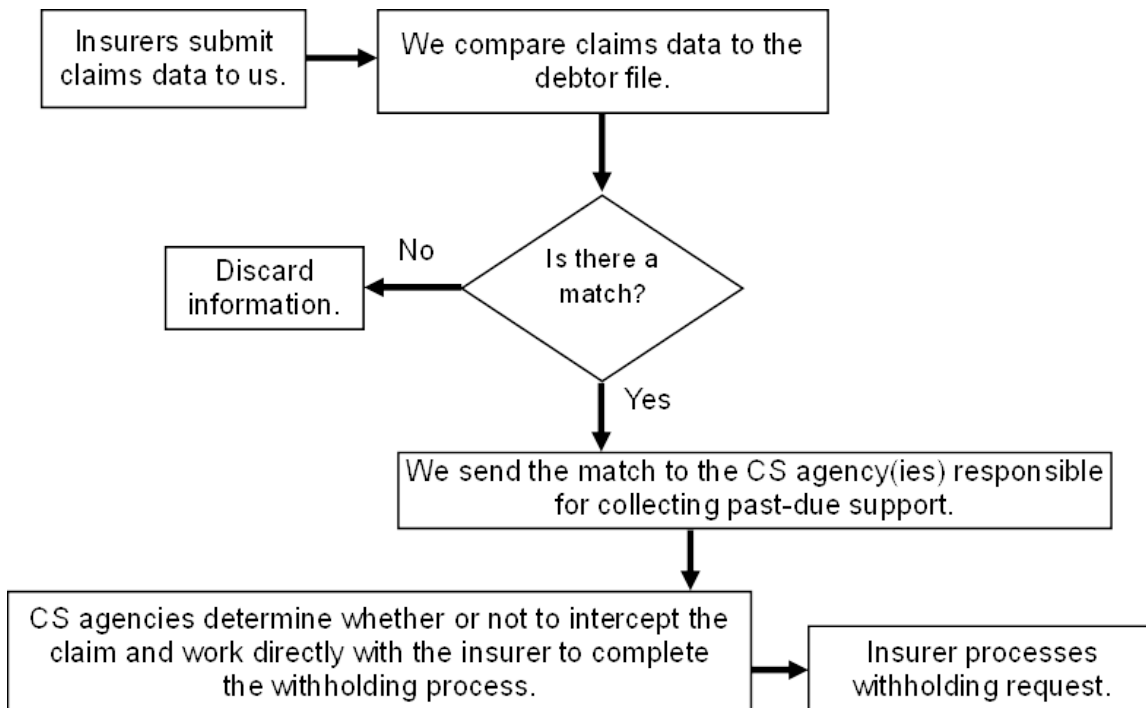 Insurers submit
claims data to us.
We compare claims data to the
debtor file.
Is there a
match?
No
Discard
information.
Yes
We send the match to the CS agency(ies) responsible
for collecting past-due support.
CS agencies determine whether or not to intercept the
claim and work directly with the insurer to complete
the withholding process.
Insurer processes
withholding request.